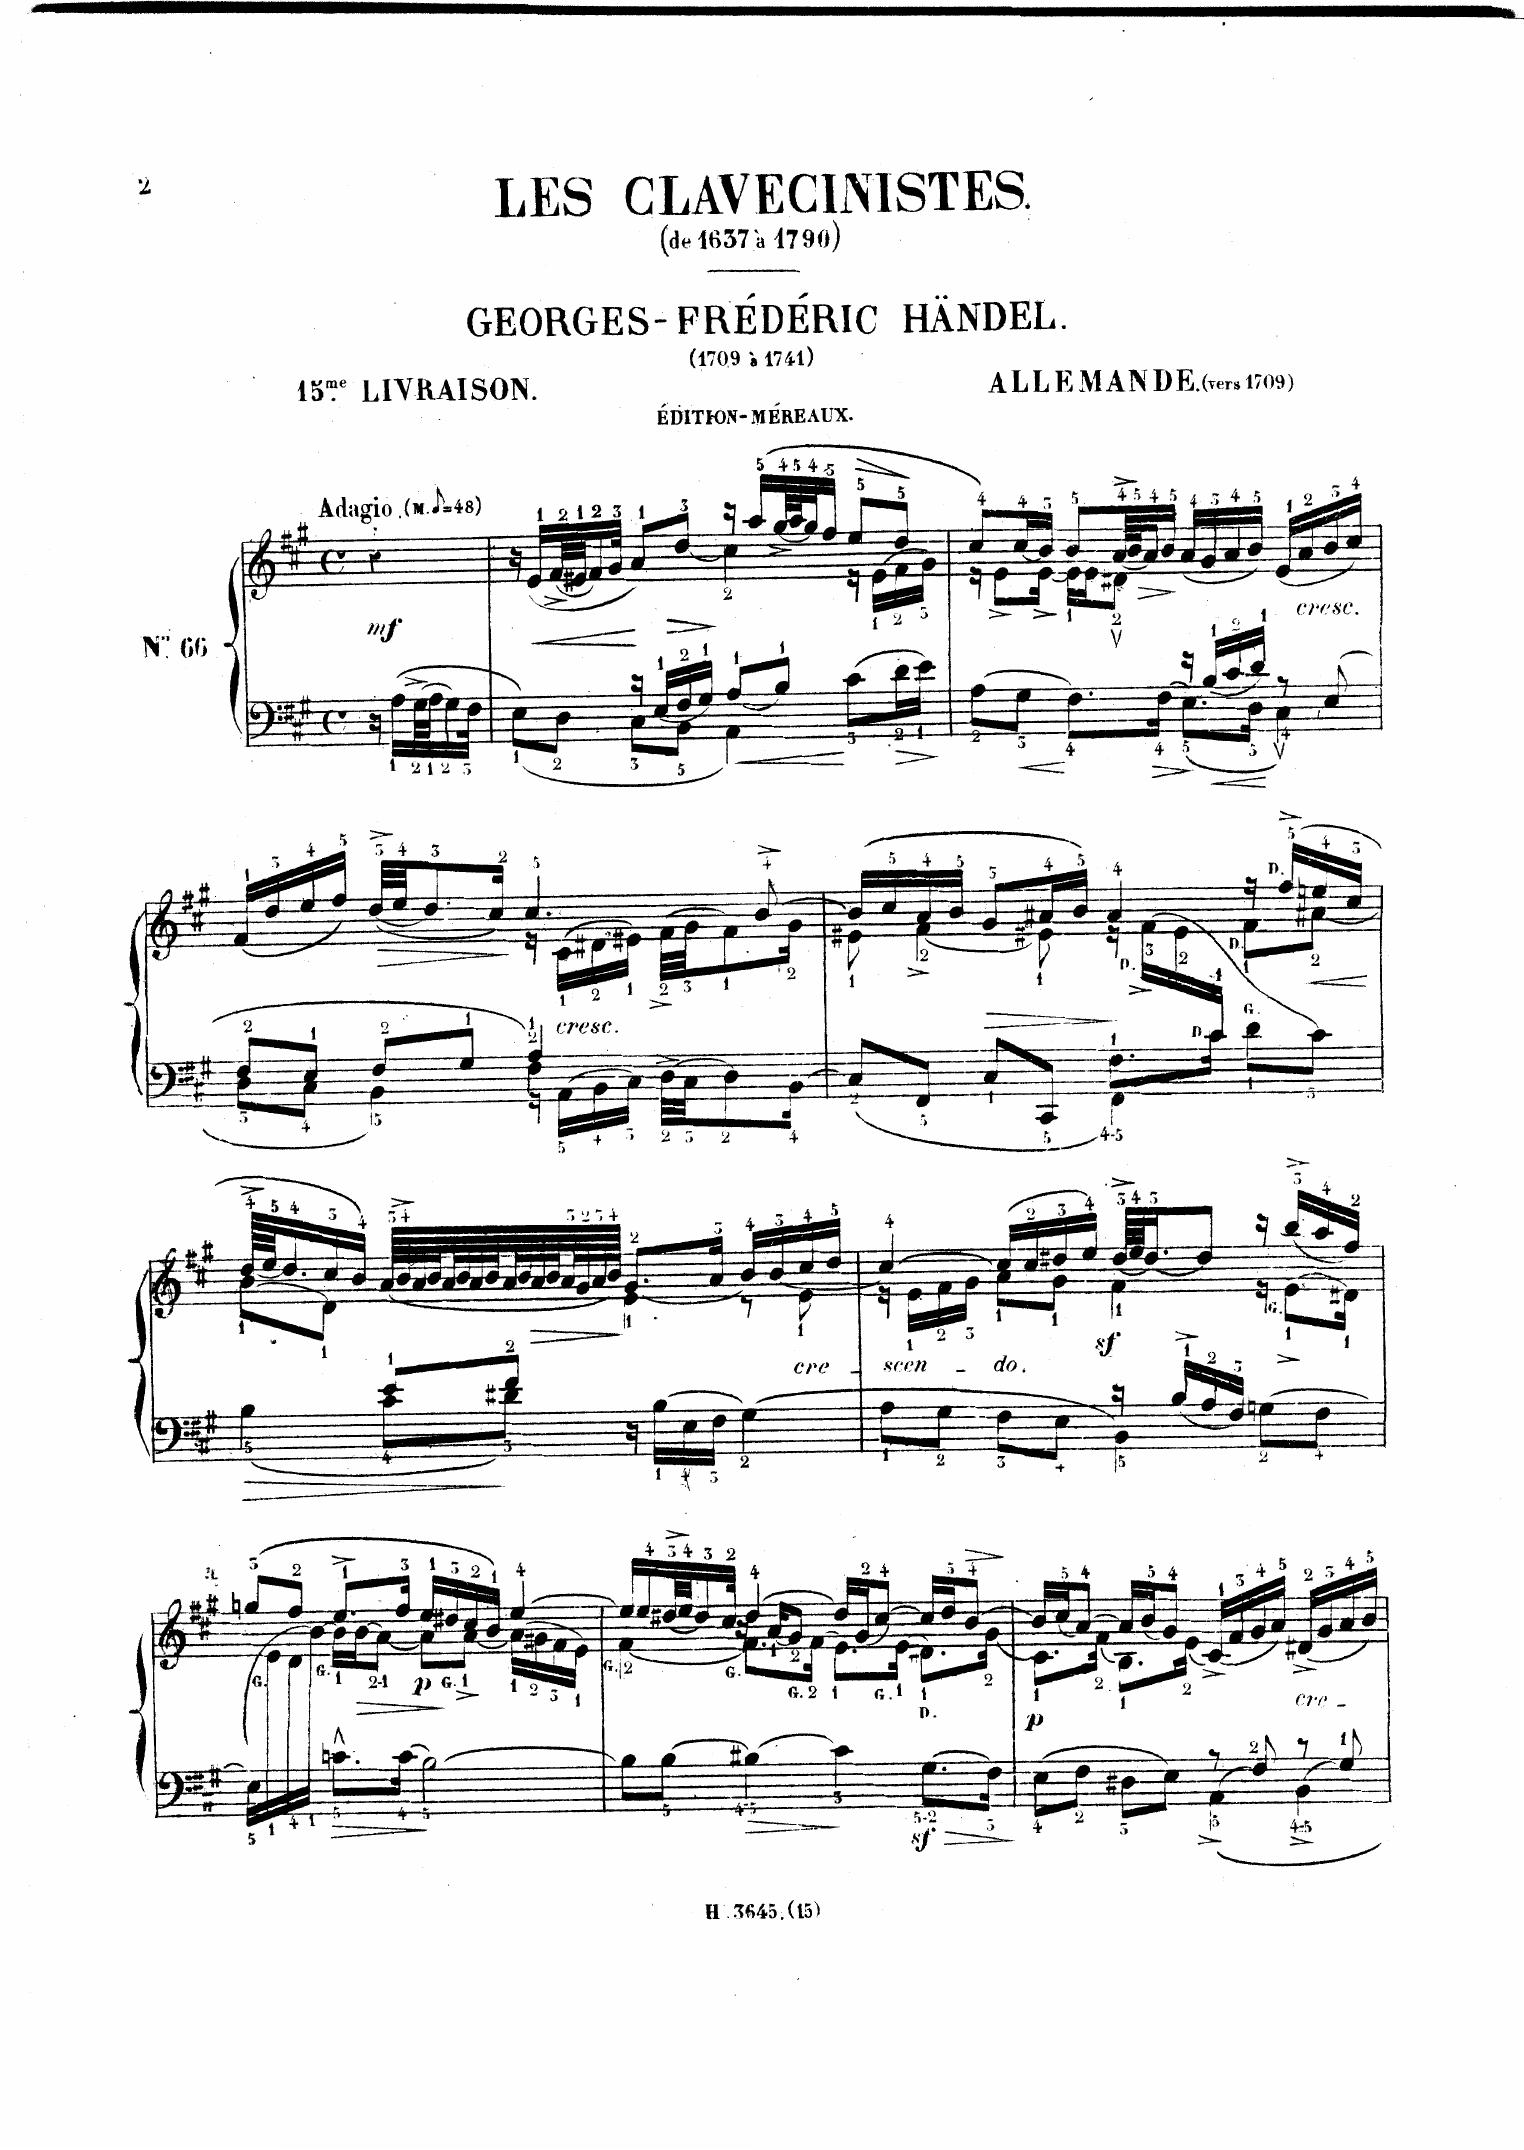 2
LES CLAVECINISTES.
(de 1637 à 1790)
GEORGES-FRÉDÉRIC HÄNDEL.
(1709 à 1741)
15.me LIVRAISON.
ALLEMANDE. (vers 1709)
ÉDITION-MÉREAUX.
Adagio. (M.♪=48)
No. 66
mf
cresc.
cresc.
D.
D.
D.
D.
G.
cre - scen - do.
sf
G.
G.
G.
p
G.
G.
G.
G.
G.
D.
p
cre -
sf
H. 3645. (15)